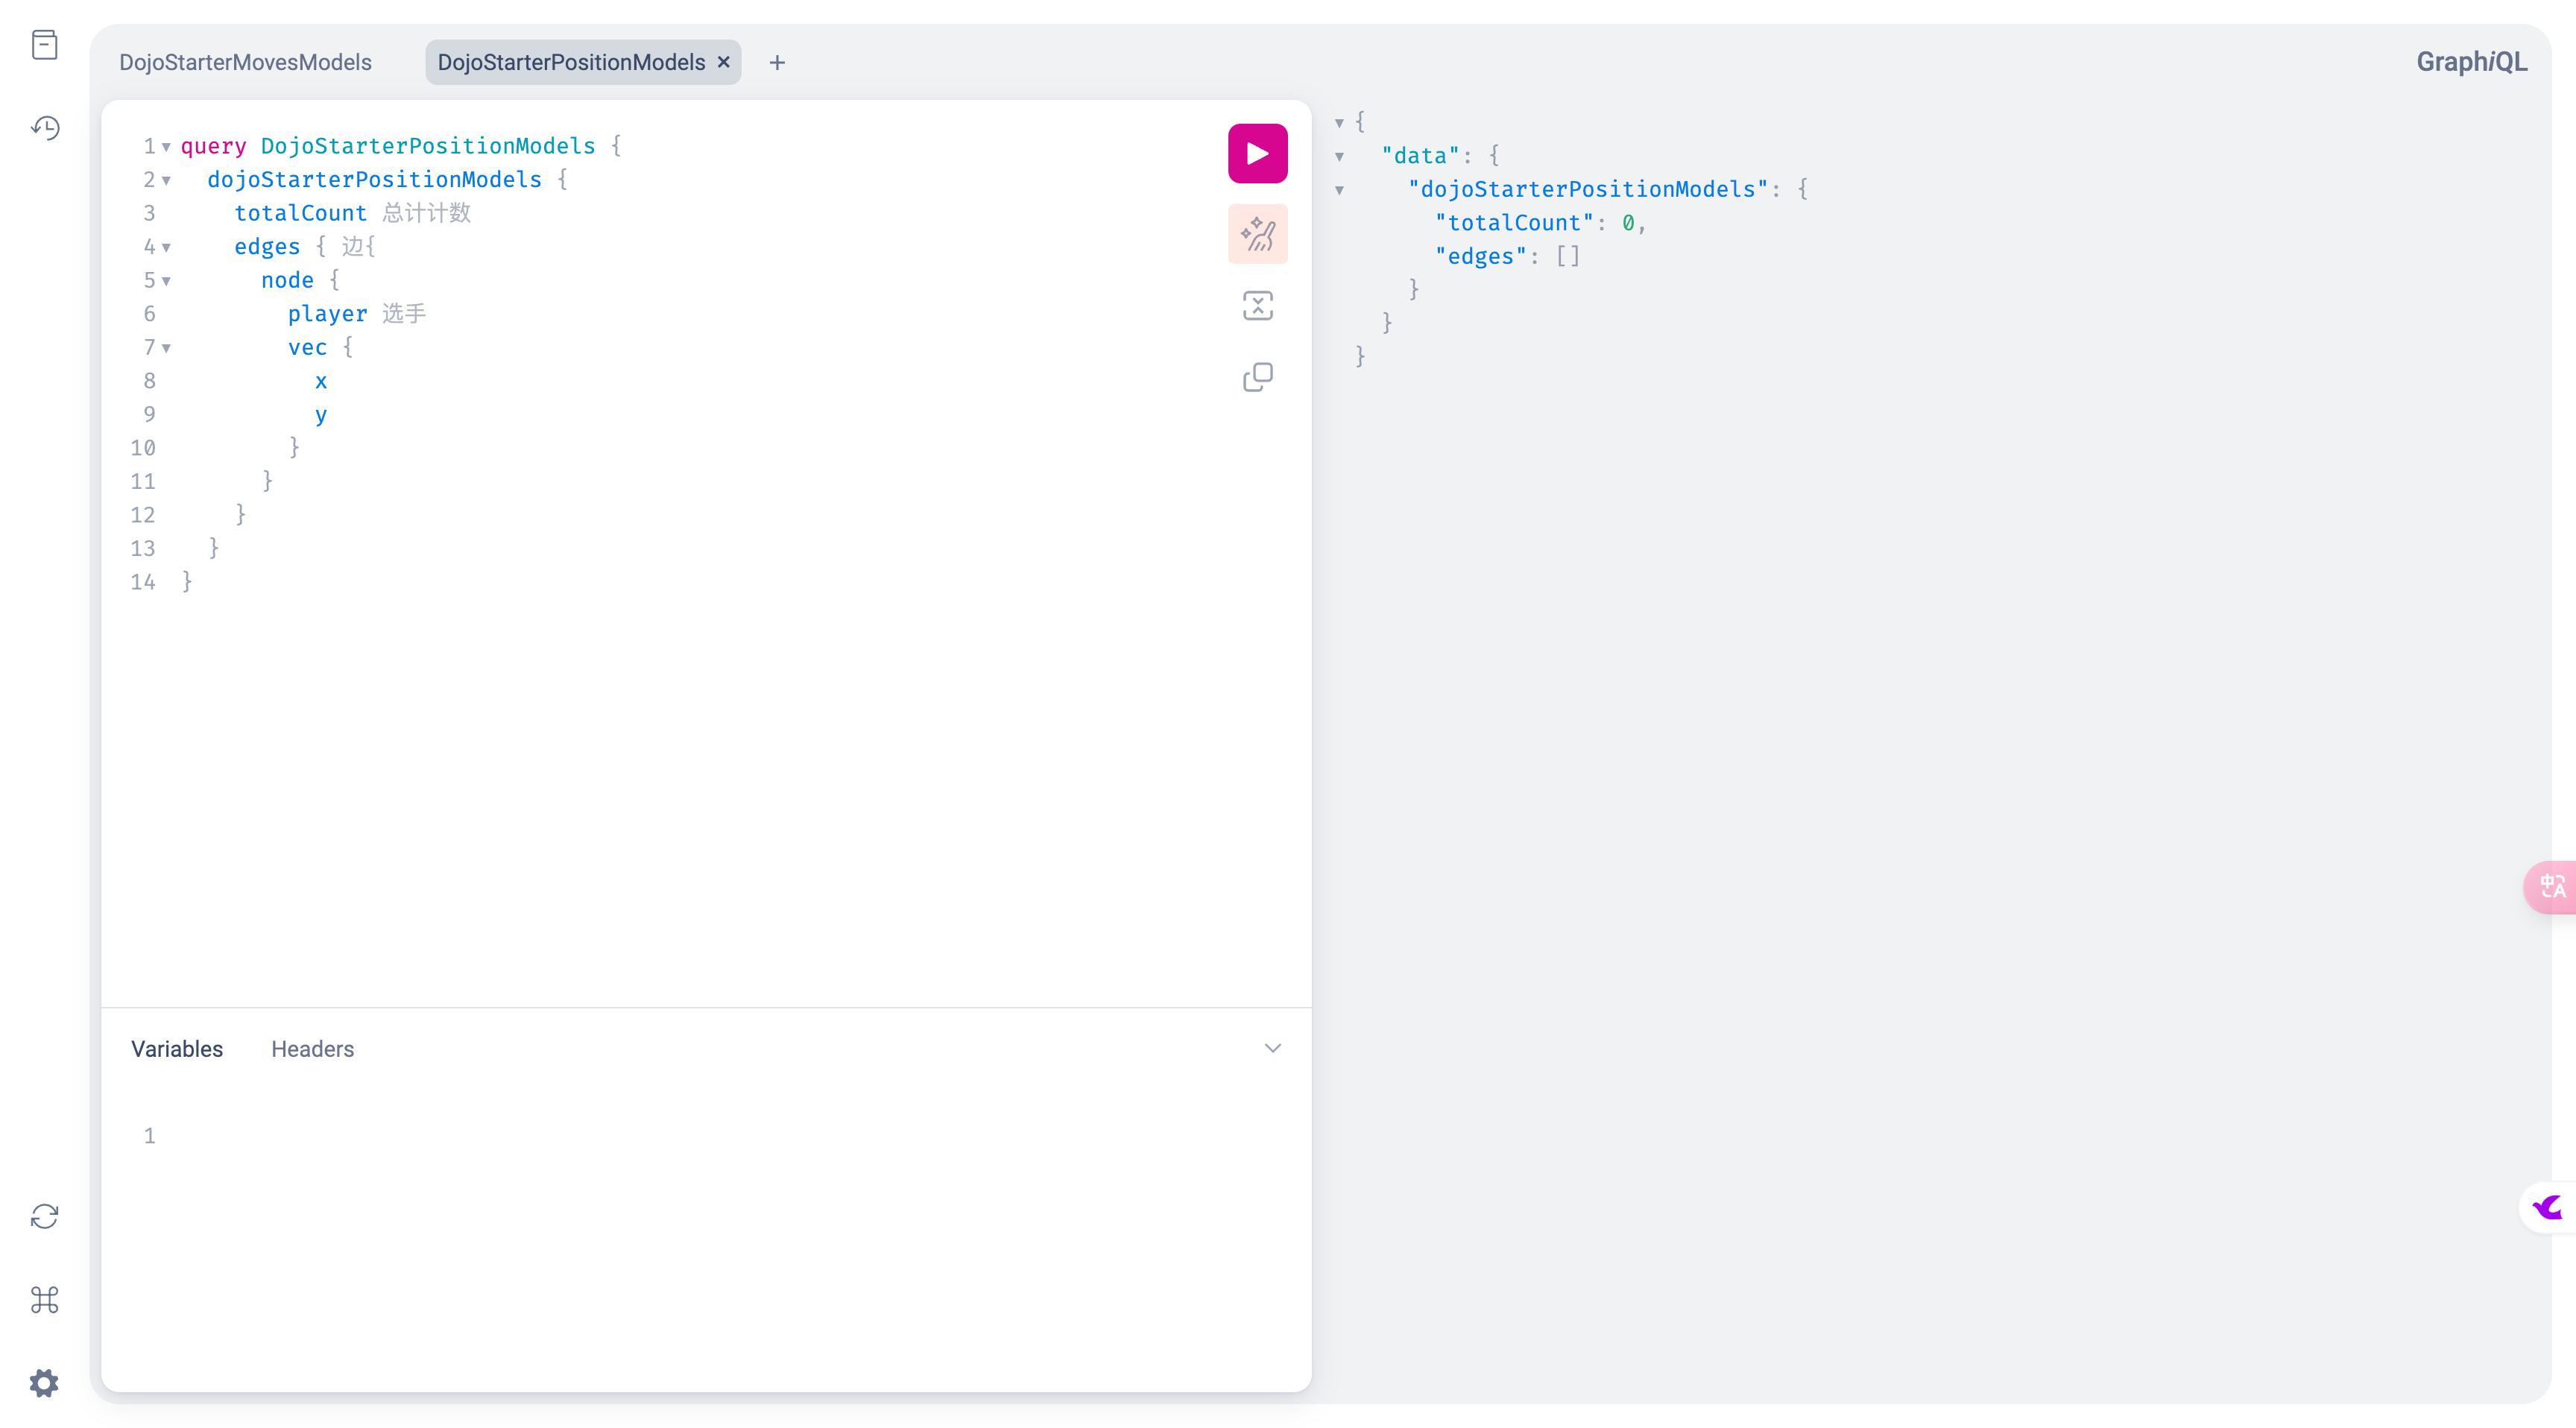 DojoStarterMovesModels DojoStarterPositionModels × + GraphiQL
1 query DojoStarterPositionModels {
2 dojoStarterPositionModels {
3 totalCount 总计计数
4 edges { 边{
5 node {
6 player 选手
7 vec {
8 x
9 y
10 }
11 }
12 }
13 }
14 }
Variables Headers
1
{
"data": {
"dojoStarterPositionModels": {
"totalCount": 0,
"edges": []
}
}
}
中A